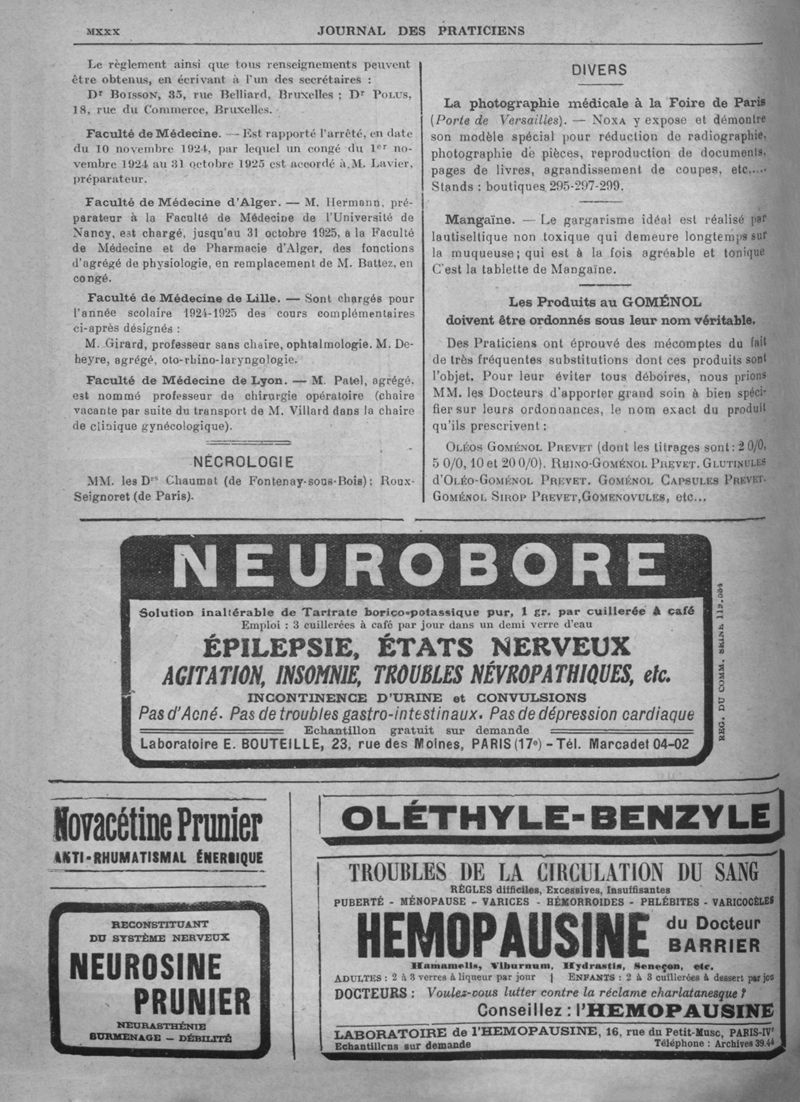 MXXX
JOURNAL DES PRATICIENS
Le règlement ainsi que tous renseignements peuvent
être obtenus, en écrivant à l'un des secrétaires :
Dr BOISSON, 35, rue Belliard, Bruxelles ; Dr POLUS,
18, rue du Commerce, Bruxelles.
Faculté de Médecine. — Est rapporté l'arrêté, en date
du 10 novembre 1924, par lequel un congé du 1er no-
vembre 1924 au 31 octobre 1925 est accordé à M. Lavier,
préparateur.
Faculté de Médecine d'Alger. — M. Hermann, pré-
parateur à la Faculté de Médecine de l'Université de
Nancy, est chargé, jusqu'au 31 octobre 1925, a la Faculté
de Médecine et de Pharmacie d'Alger, des fonctions
d'agrégé de physiologie, en remplacement de M. Battez, en
congé.
Faculté de Médecine de Lille. — Sont chargés pour
l'année scolaire 1924-1925 des cours complémentaires
ci-après désignés :
M. Girard, professeur sans chaire, ophtalmologie. M. De-
heyre, agrégé, oto-rhino-laryngologie.
Faculté de Médecine de Lyon. — M. Patel, agrégé,
est nommé professeur de chirurgie opératoire (chaire
vacante par suite du transport de M. Villard dans la chaire
de clinique gynécologique).
NÉCROLOGIE
MM. les Drs Chaumat (de Fontenay-sous-Bois) ; Roux-
Seignoret (de Paris).
DIVERS
La photographie médicale à la Foire de Paris
(Porte de Versailles). — NOXA y expose et démontre
son modèle spécial pour réduction de radiographie,
photographie de pièces, reproduction de documents,
pages de livres, agrandissement de coupes, etc.....
Stands : boutiques 295-297-299.
Mangaïne. — Le gargarisme idéal est réalisé par
lautiseltique non toxique qui demeure longtemps sur
la muqueuse ; qui est à la fois agréable et tonique
C'est la tablette de Mangaïne.
Les Produits au GOMÉNOL
doivent être ordonnés sous leur nom véritable.
Des Praticiens ont éprouvé des mécomptes du fait
de très fréquentes substitutions dont ces produits sont
l'objet. Pour leur éviter tous déboires, nous prions
MM. les Docteurs d'apporter grand soin à bien spéci-
fier sur leurs ordonnances, le nom exact du produit
qu'ils prescrivent :
OLÉOS GOMÉNOL PREVET (dont les titrages sont : 2 0/0,
5 0/0, 10 et 20 0/0). RHINO-GOMÉNOL PREVET. GLUTINULES
D'OLÉO-GOMÉNOL PREVET. GOMÉNOL CAPSULES PREVET.
GOMÉNOL SIROP PREVET, GOMENOVULES, etc...
NEUROBORE
Solution inaltérable de Tartrate borico-potassique pur, 1 gr. par cuillerée à café
Emploi : 3 cuillerées à café par jour dans un demi verre d'eau
ÉPILEPSIE, ÉTATS NERVEUX
AGITATION, INSOMNIE, TROUBLES NÉVROPATHIQUES, etc.
INCONTINENCE D'URINE et CONVULSIONS
Pas d'Acné. Pas de troubles gastro-intestinaux. Pas de dépression cardiaque
Echantillon gratuit sur demande
Laboratoire E. BOUTEILLE, 23, rue des Moines, PARIS (17e) - Tél. Marcadet 04-02
REG. DU COMM. SEINE
Novacétine Prunier
ANTI-RHUMATISMAL ÉNERGIQUE
RECONSTITUANT
DU SYSTÈME NERVEUX
NEUROSINE
PRUNIER
NEURASTHÉNIE
SURMENAGE — DÉBILITÉ
OLÉTHYLE-BENZYLE
TROUBLES DE LA CIRCULATION DU SANG
RÈGLES difficiles, Excessives, Insuffisantes
PUBERTÉ - MÉNOPAUSE - VARICES - HÉMORROIDES - PHLÉBITES - VARICOCÈLES
HEMOPAUSINE
du Docteur
BARRIER
Hamamelis, Viburnum, Hydrastis, Seneçon, etc.
ADULTES : 2 à 3 verres à liqueur par jour | ENFANTS : 2 à 3 cuillerées à dessert par jour
DOCTEURS : Voulez-vous lutter contre la réclame charlatanesque ?
Conseillez : l'HEMOPAUSINE
LABORATOIRE de l'HEMOPAUSINE, 16, rue du Petit-Musc, PARIS-IVe
Echantillons sur demande
Téléphone : Archives 39.44